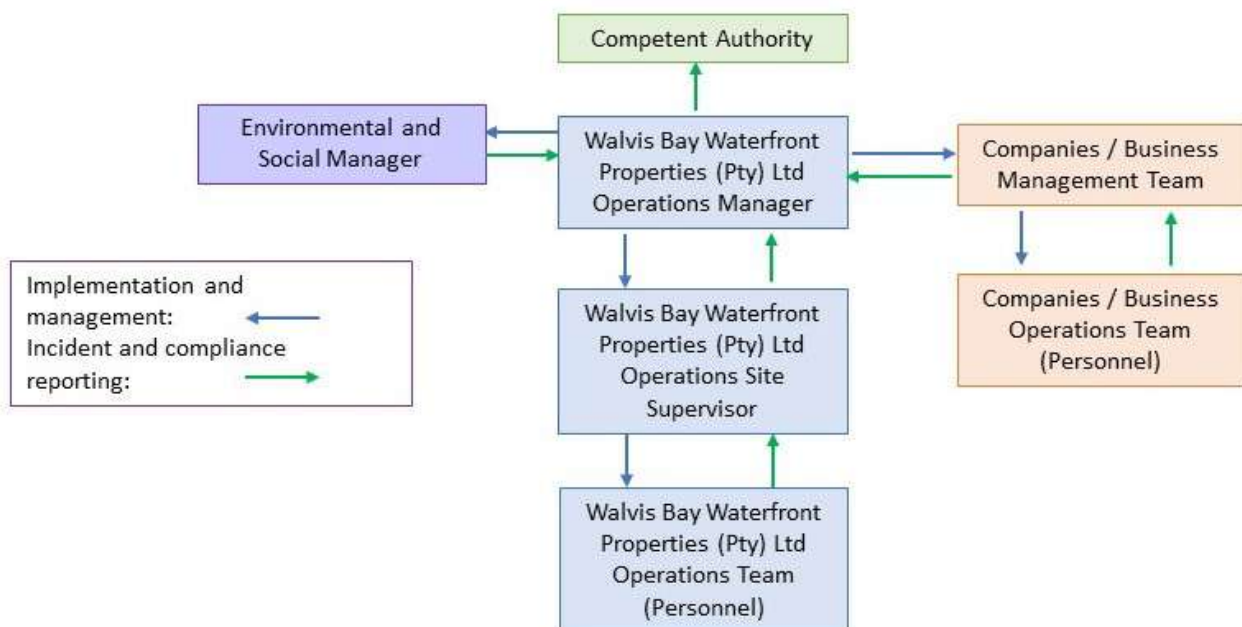 Competent Authority
Environmental and
Social Manager
Walvis Bay Waterfront
Properties (Pty) Ltd
Operations Manager
Companies / Business
Management Team
Implementation and
management:
Incident and compliance
reporting:
Walvis Bay Waterfront
Properties (Pty) Ltd
Operations Site
Supervisor
Companies / Business
Operations Team
(Personnel)
Walvis Bay Waterfront
Properties (Pty) Ltd
Operations Team
(Personnel)